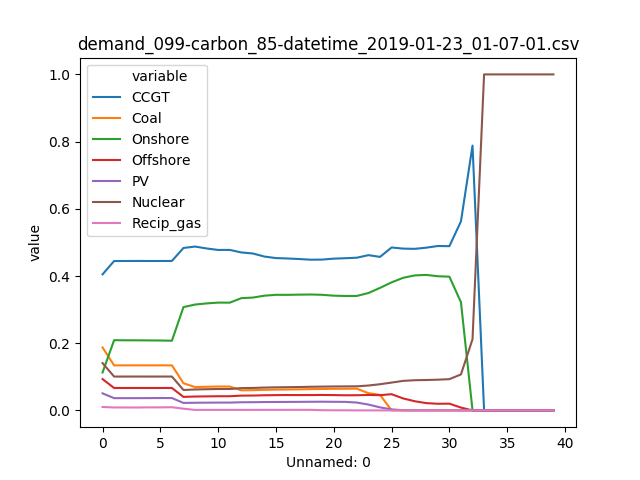 demand_099-carbon_85-datetime_2019-01-23_01-07-01.csv
variable
CCGT
Coal
Onshore
Offshore
PV
Nuclear
Recip_gas
value
1.0
0.8
0.6
0.4
0.2
0.0
0 5 10 15 20 25 30 35 40
Unnamed: 0